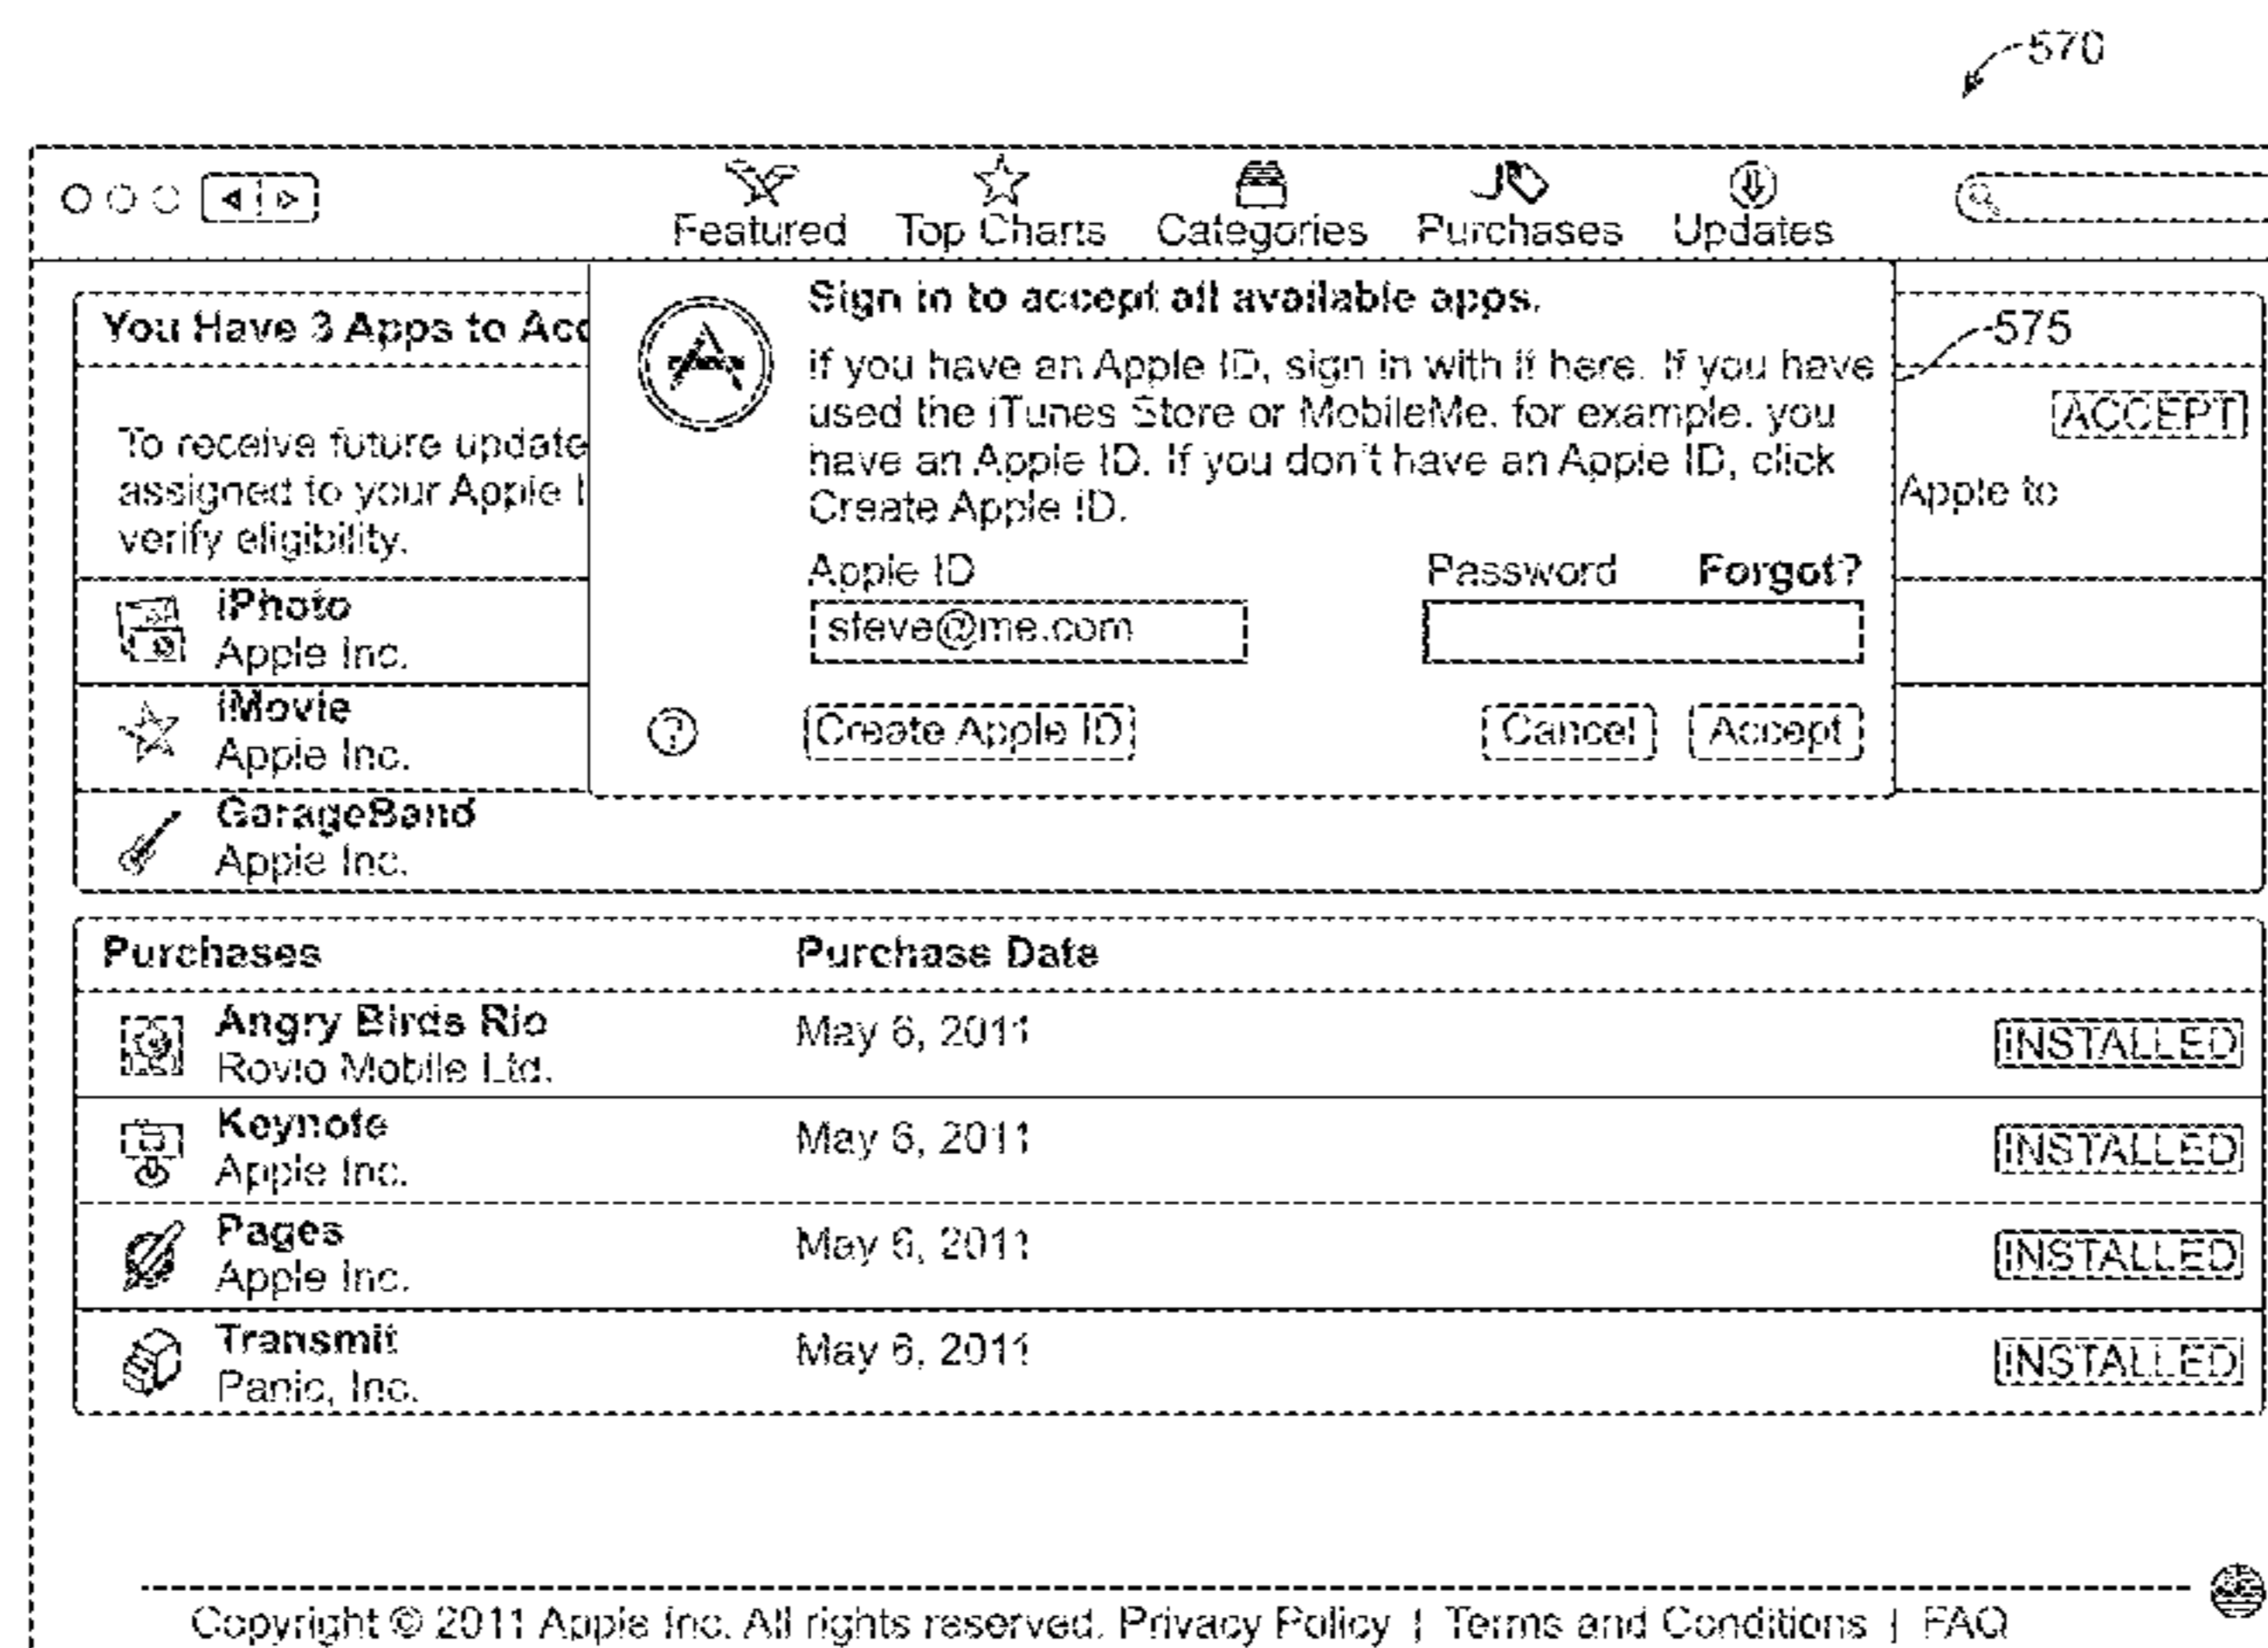 570
Featured Top Charts Categories Purchases Updates
You Have 3 Apps to Acc
To receive future update
assigned to your Apple I
verify eligibility.
Sign in to accept all available apps.
If you have an Apple ID, sign in with it here. If you have
used the iTunes Store or MobileMe, for example, you
have an Apple ID. If you don't have an Apple ID, click
Create Apple ID.
Apple ID
Password Forgot?
steve@me.com
Create Apple ID
Cancel Accept
?
575
ACCEPT
Apple to
iPhoto
Apple Inc.
iMovie
Apple Inc.
GarageBand
Apple Inc.
Purchases Purchase Date
Angry Birds Rio May 6, 2011 INSTALLED
Rovio Mobile Ltd.
Keynote May 6, 2011 INSTALLED
Apple Inc.
Pages May 6, 2011 INSTALLED
Apple Inc.
Transmit May 6, 2011 INSTALLED
Panic, Inc.
Copyright © 2011 Apple Inc. All rights reserved. Privacy Policy | Terms and Conditions | FAQ